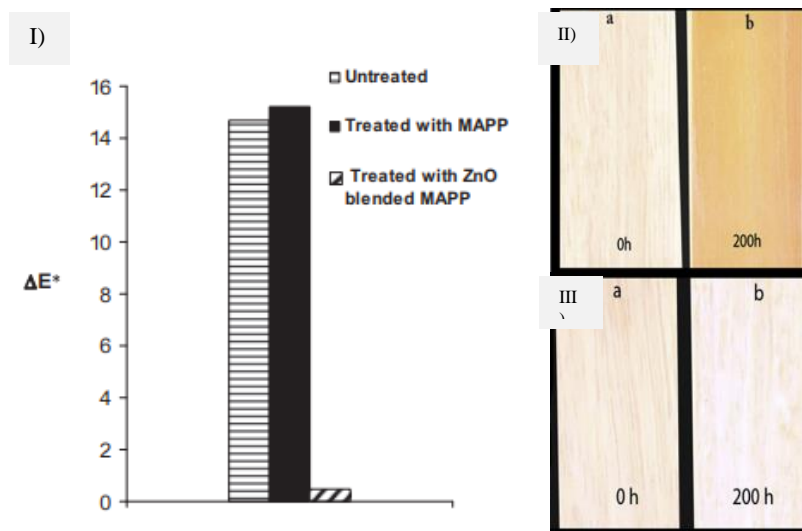 I)
Untreated
Treated with MAPP
Treated with ZnO
blended MAPP
16
14
12
10
8
6
4
2
0
ΔE*
II)
a
b
0h
200h
III
)
a
b
0 h
200 h